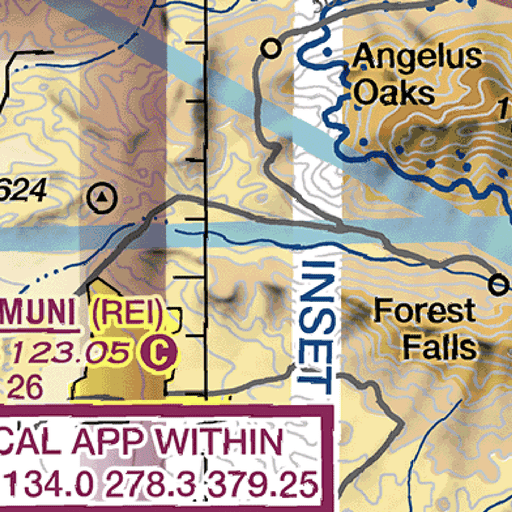 Angelus
Oaks
624
INSET
MUNI (REI)
123.05 C
26
Forest
Falls
CAL APP WITHIN
134.0 278.3 379.25